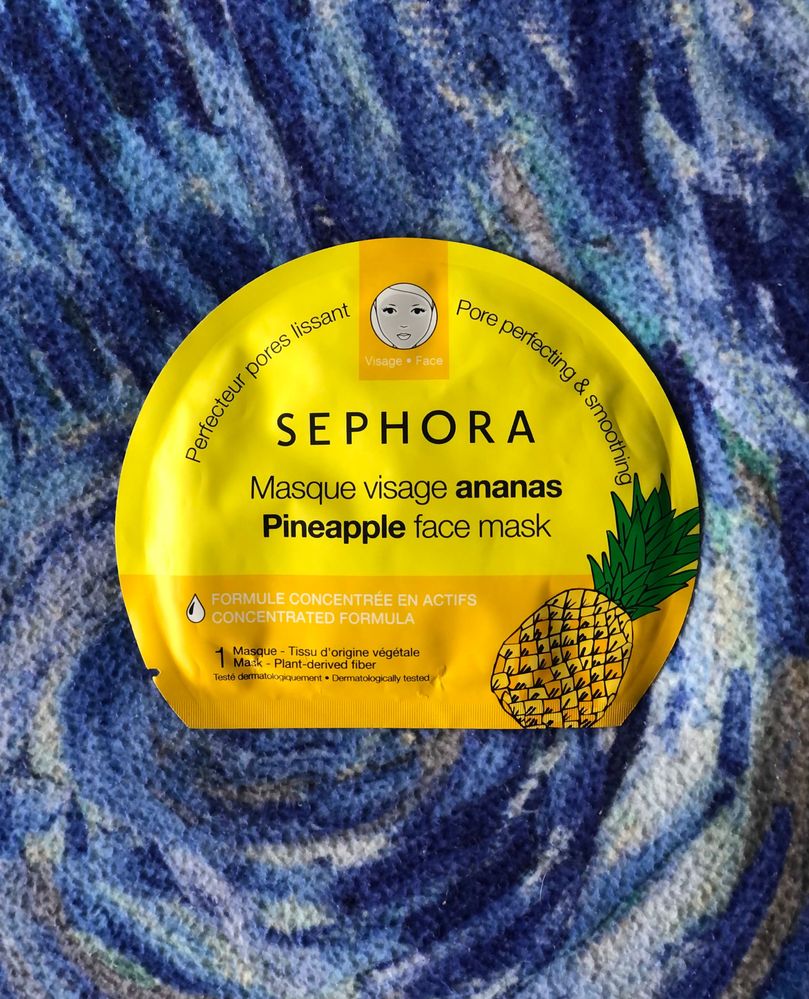 Perfecteur pores lissant
Pore perfecting & smoothing
Visage • Face
SEPHORA
Masque visage ananas
Pineapple face mask
FORMULE CONCENTRÉE EN ACTIFS
CONCENTRATED FORMULA
1 Masque - Tissu d'origine végétale
Mask - Plant-derived fiber
Testé dermatologiquement • Dermatologically tested